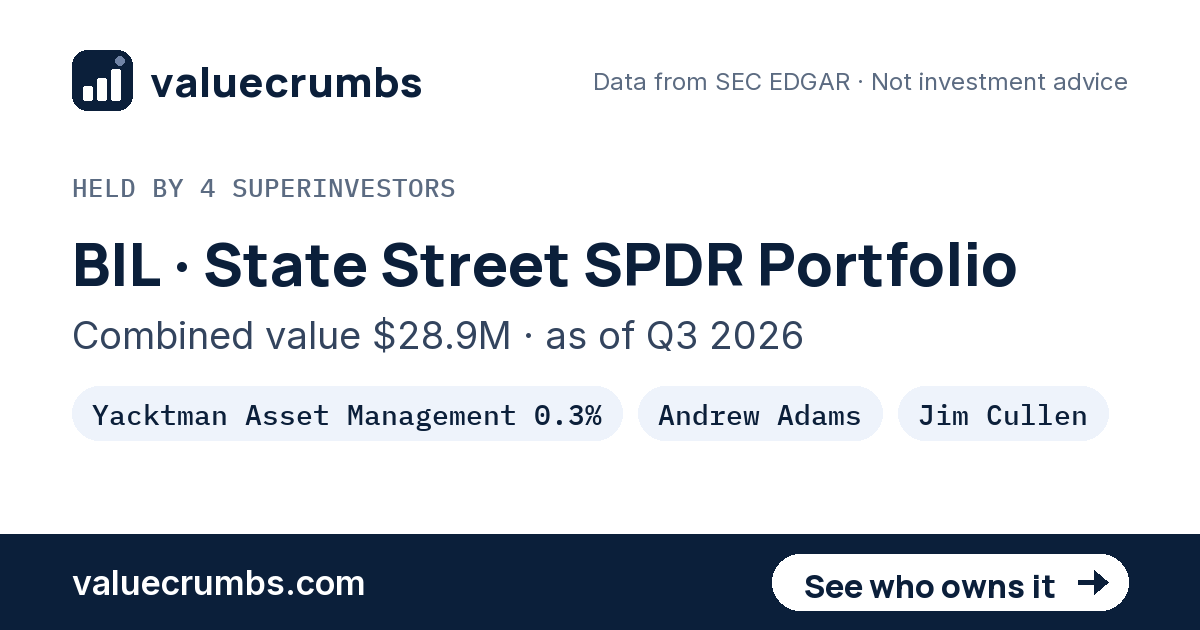 valuecrumbs
Data from SEC EDGAR · Not investment advice
HELD BY 4 SUPERINVESTORS
BIL · State Street SPDR Portfolio
Combined value $28.9M · as of Q3 2026
Yacktman Asset Management 0.3%
Andrew Adams
Jim Cullen
valuecrumbs.com
See who owns it